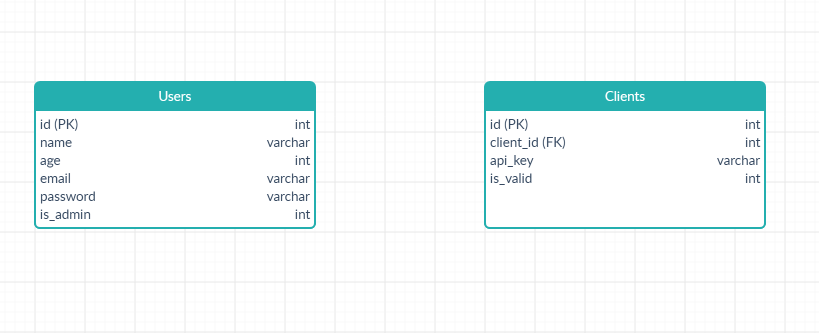 Users
id (PK) int
name varchar
age int
email varchar
password varchar
is_admin int
Clients
id (PK) int
client_id (FK) int
api_key varchar
is_valid int